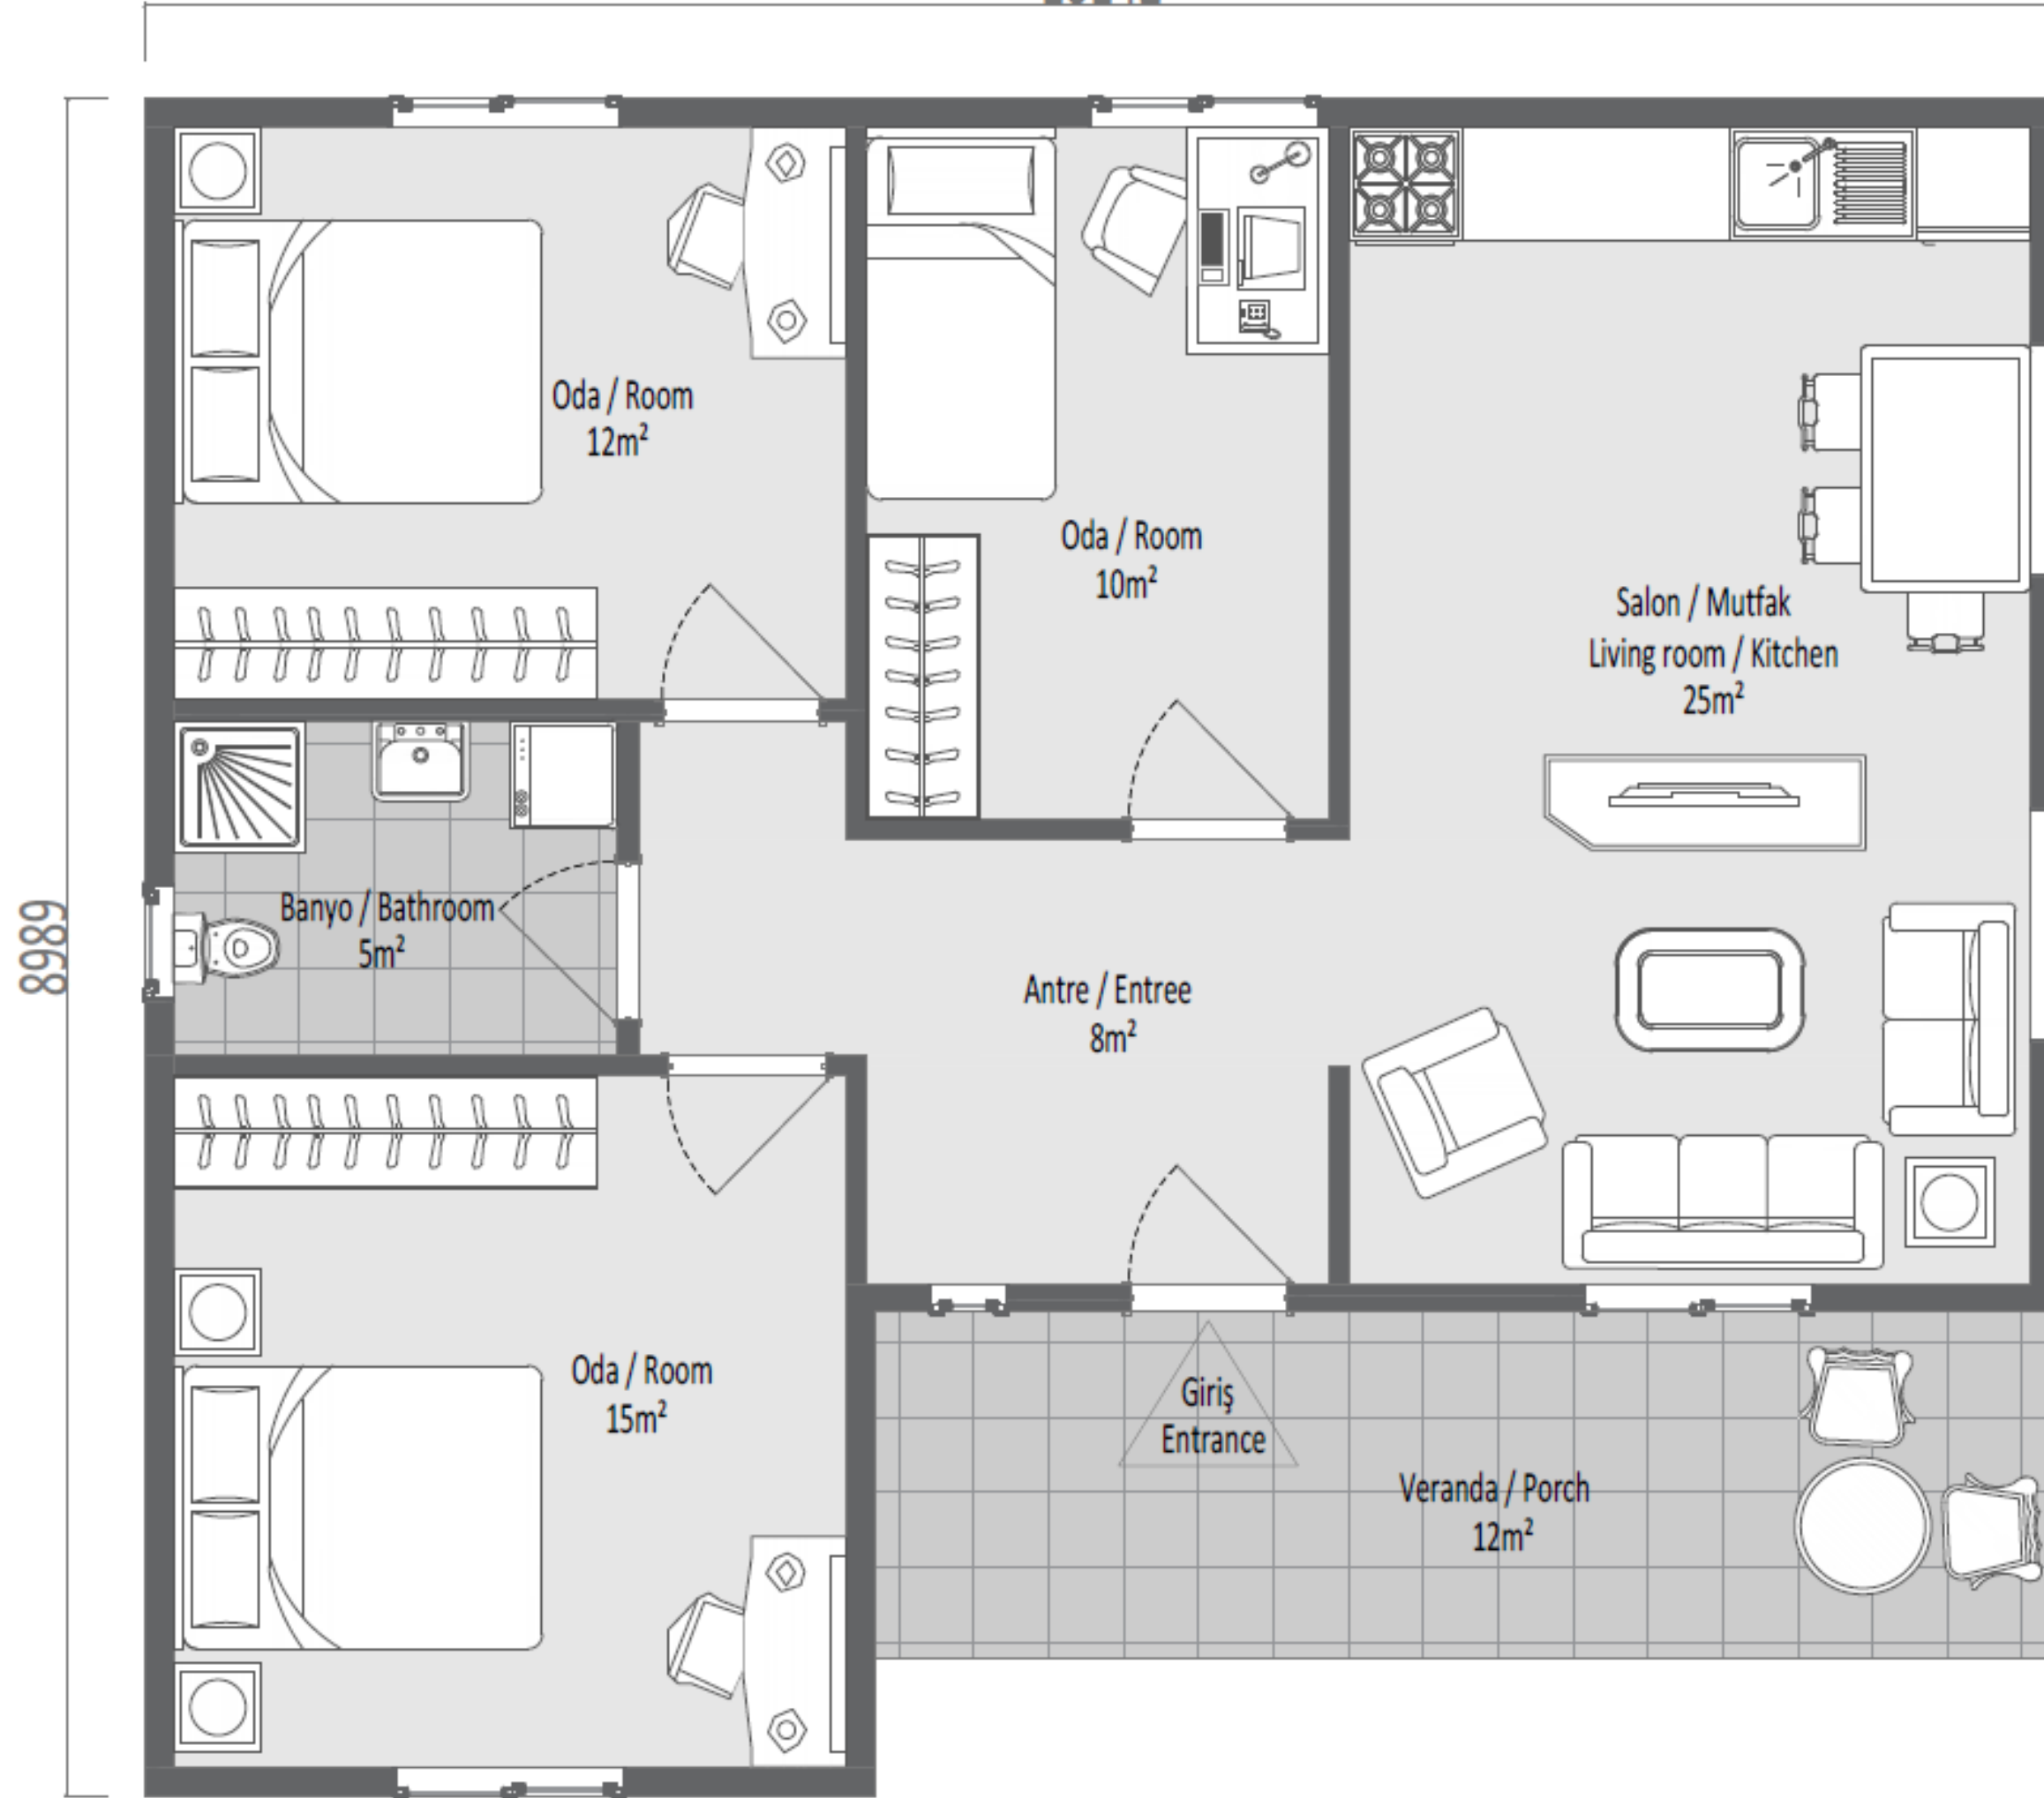 Oda / Room
12m²
Oda / Room
10m²
Salon / Mutfak
Living room / Kitchen
25m²
Banyo / Bathroom
5m²
8989
Antre / Entree
8m²
Oda / Room
15m²
Giriş
Entrance
Veranda / Porch
12m²